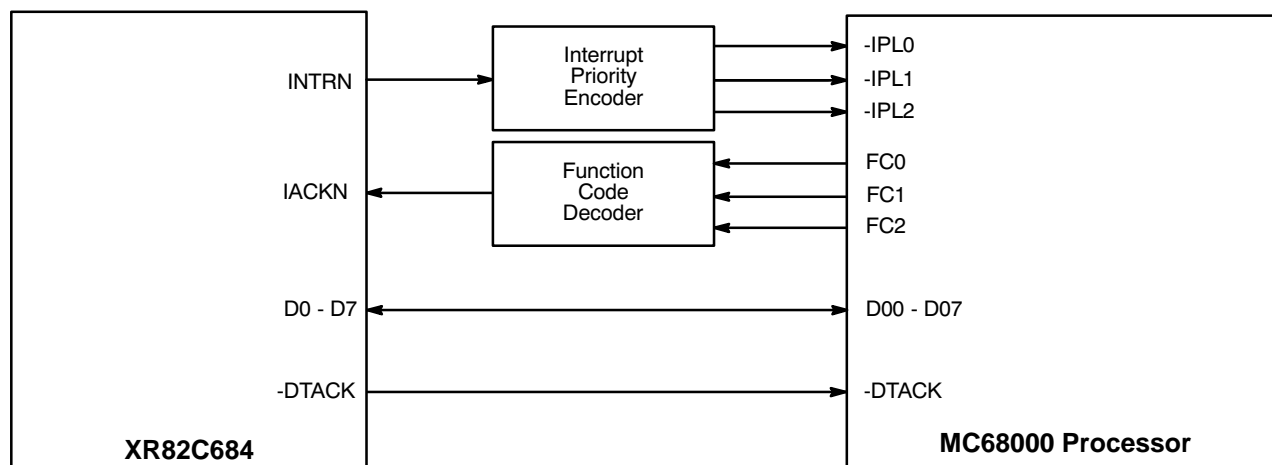 INTRN
Interrupt
Priority
Encoder
-IPL0
-IPL1
-IPL2
IACKN
Function
Code
Decoder
FC0
FC1
FC2
D0 - D7
D00 - D07
-DTACK
-DTACK
XR82C684
MC68000 Processor